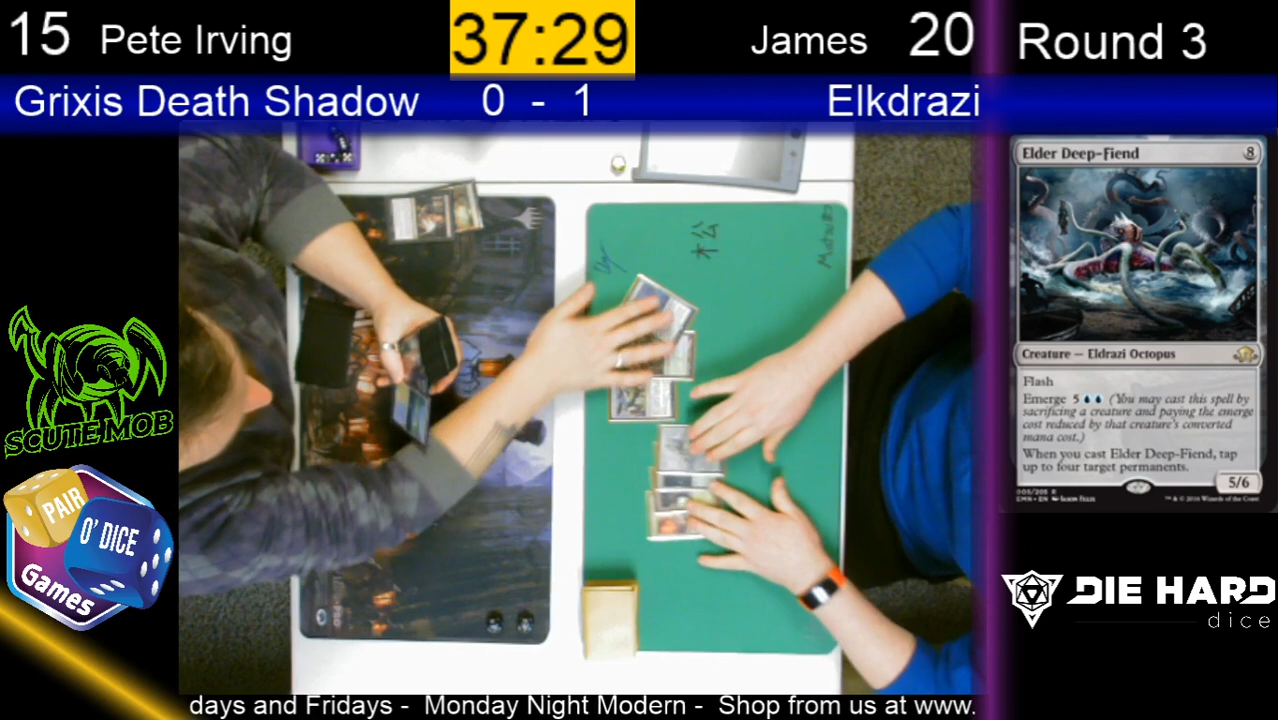 15 Pete Irving
37:29
James 20
Round 3
Grixis Death Shadow 0 - 1 Elkdrazi
Elder Deep-Fiend 8
Creature — Eldrazi Octopus
Flash
Emerge 5 (You may cast this spell by
sacrificing a creature and paying the emerge
cost reduced by that creature's converted
mana cost.)
When you cast Elder Deep-Fiend, tap
up to four target permanents.
5/6
木公
SCUTE MOB
PAIR
O' DICE
Games
DIE HARD
dice
days and Fridays - Monday Night Modern - Shop from us at www.